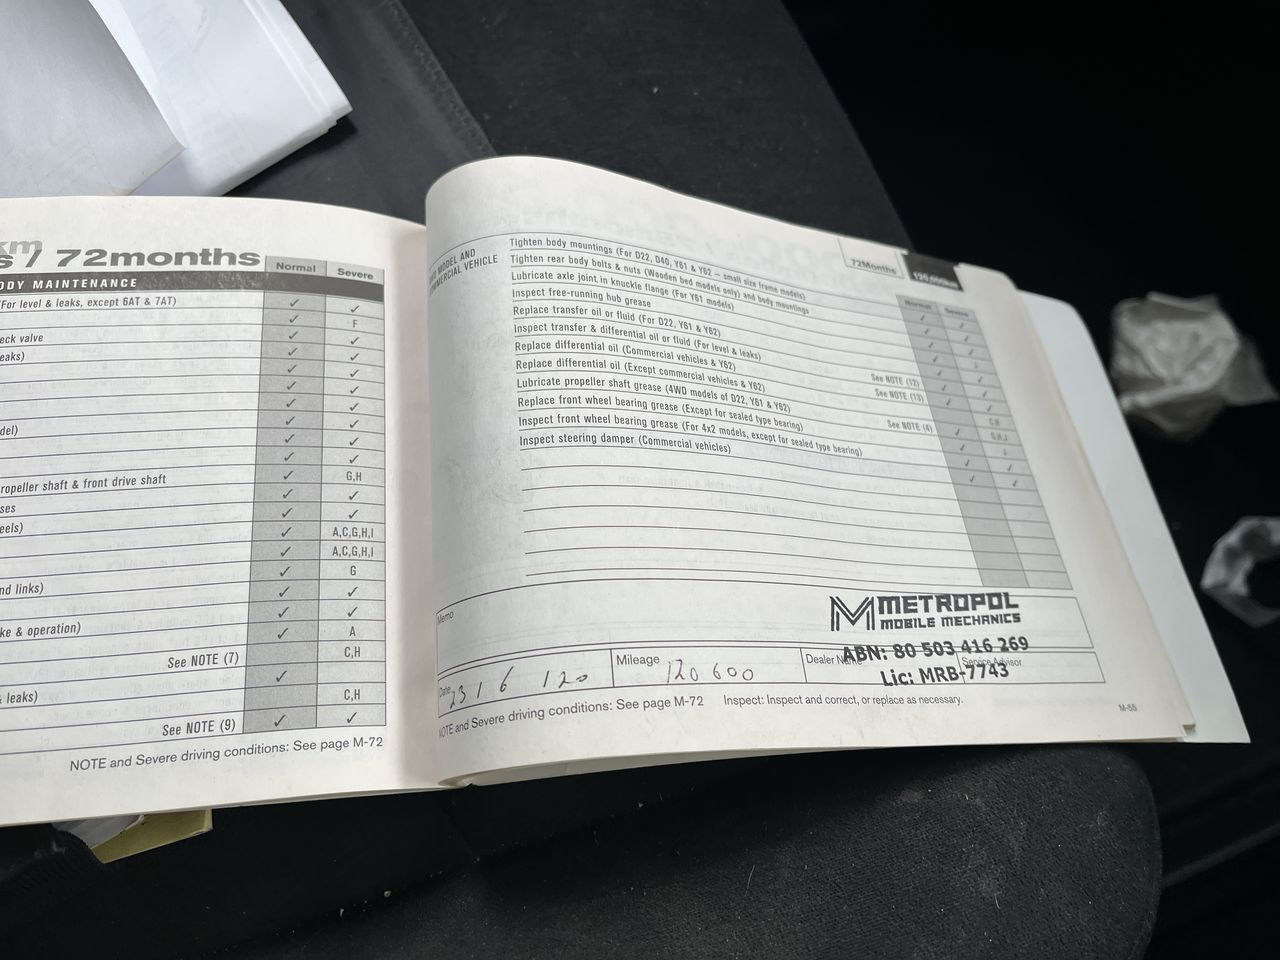 km
s / 72months
Normal Severe
ODY MAINTENANCE
For level & leaks, except 6AT & 7AT) ✓ ✓
✓ F
eck valve ✓ ✓
eaks) ✓ ✓
✓ ✓
✓ ✓
✓ ✓
del) ✓ ✓
✓ ✓
✓ ✓
ropeller shaft & front drive shaft ✓ G,H
✓ ✓
ses ✓ ✓
eels) ✓ A,C,G,H,I
✓ A,C,G,H,I
✓ G
nd links) ✓ ✓
✓ ✓
ke & operation) ✓ A
See NOTE (7) C,H
✓
& leaks) C,H
See NOTE (9) ✓ ✓
NOTE and Severe driving conditions: See page M-72
72Months 120,000km
MODEL AND
COMMERCIAL VEHICLE
Normal Severe
Tighten body mountings (For D22, D40, Y61 & Y62 – small size frame models)
Tighten rear body bolts & nuts (Wooden bed models only) and body mountings
Lubricate axle joint in knuckle flange (For Y61 models)
Inspect free-running hub grease
Replace transfer oil or fluid (For D22, Y61 & Y62)
Inspect transfer & differential oil or fluid (For level & leaks)
Replace differential oil (Commercial vehicles & Y62) See NOTE (12)
Replace differential oil (Except commercial vehicles & Y62) See NOTE (13)
Lubricate propeller shaft grease (4WD models of D22, Y61 & Y62)
Replace front wheel bearing grease (Except for sealed type bearing) See NOTE (4)
Inspect front wheel bearing grease (For 4x2 models, except for sealed type bearing)
Inspect steering damper (Commercial vehicles)
Memo
METROPOL
MOBILE MECHANICS
ABN: 80 503 416 269
Lic: MRB-7743
Date 23 1 6 120 Mileage 120 600 Dealer Name Service Advisor
NOTE and Severe driving conditions: See page M-72 Inspect: Inspect and correct, or replace as necessary.
M-55